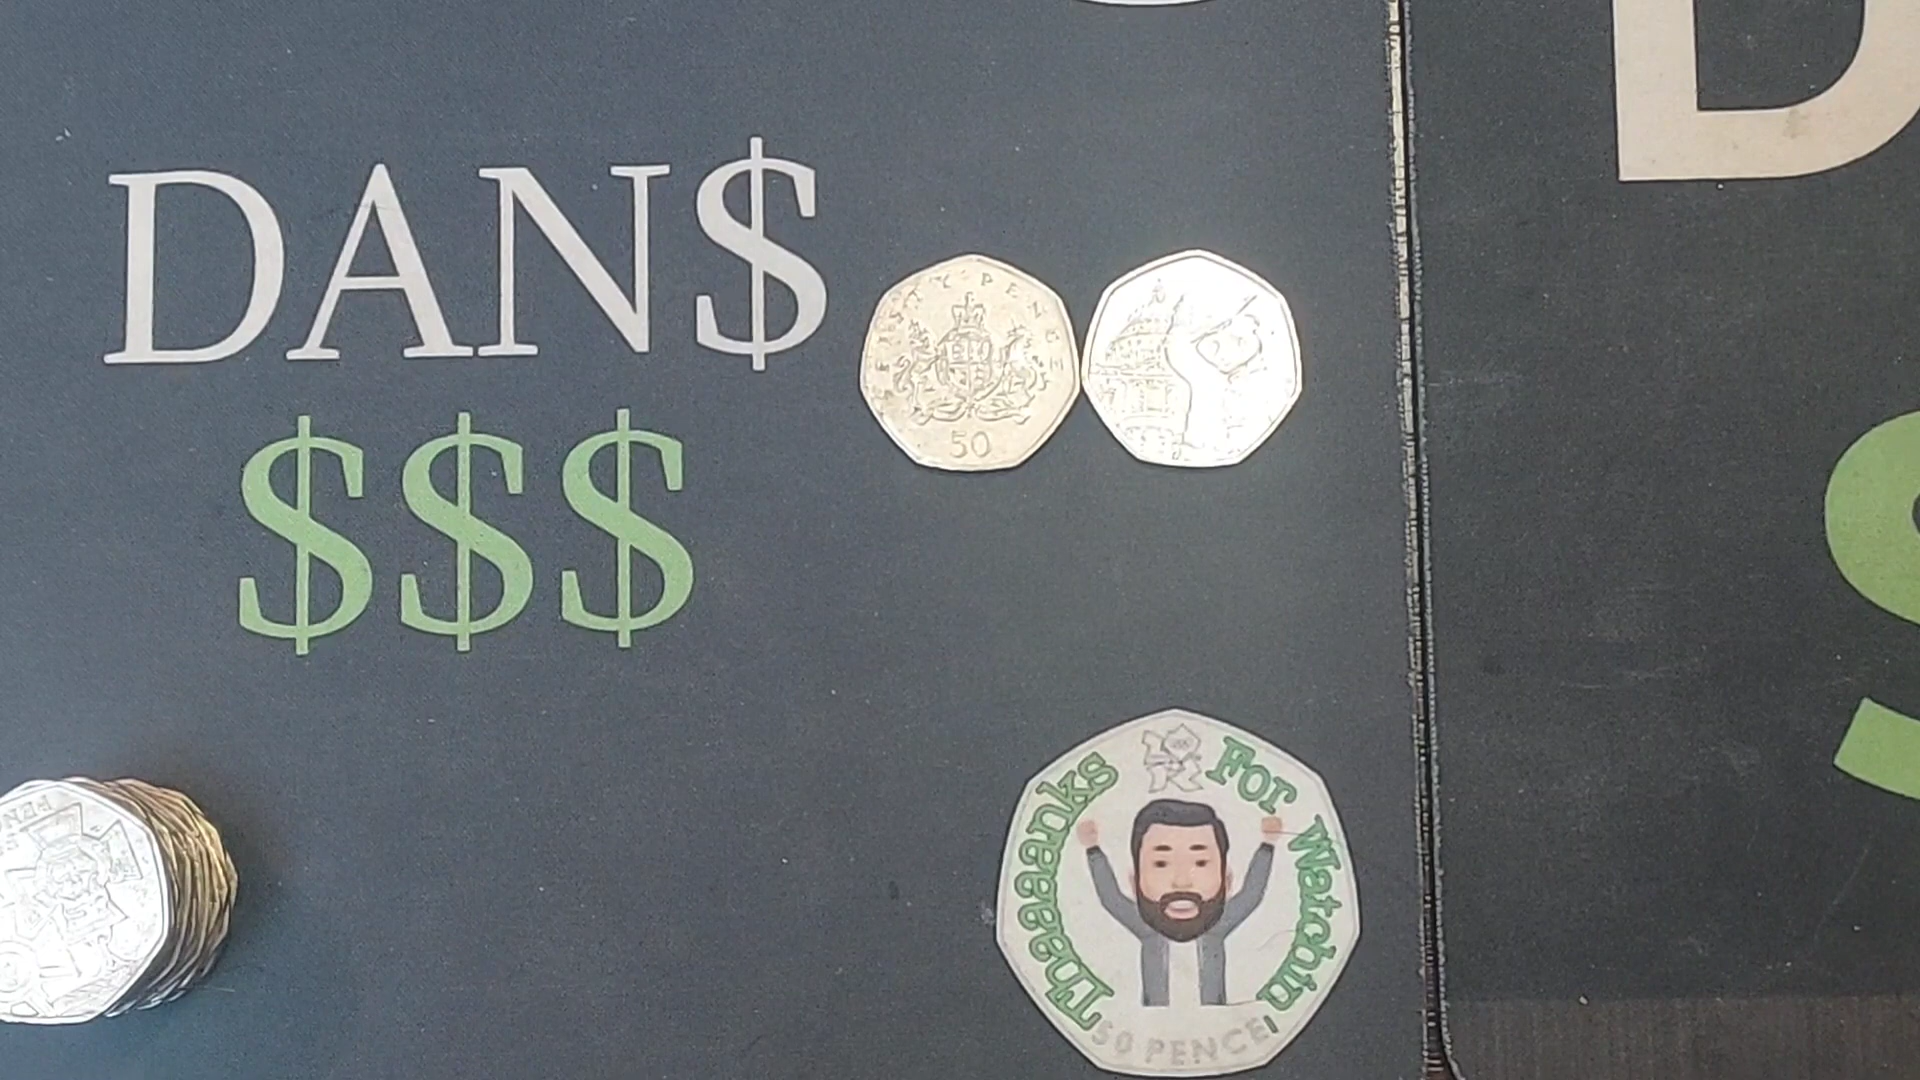 DAN$
$$$
FIFTY PENCE
50
Thaaaanks For Watchin
50 PENCE
D
S